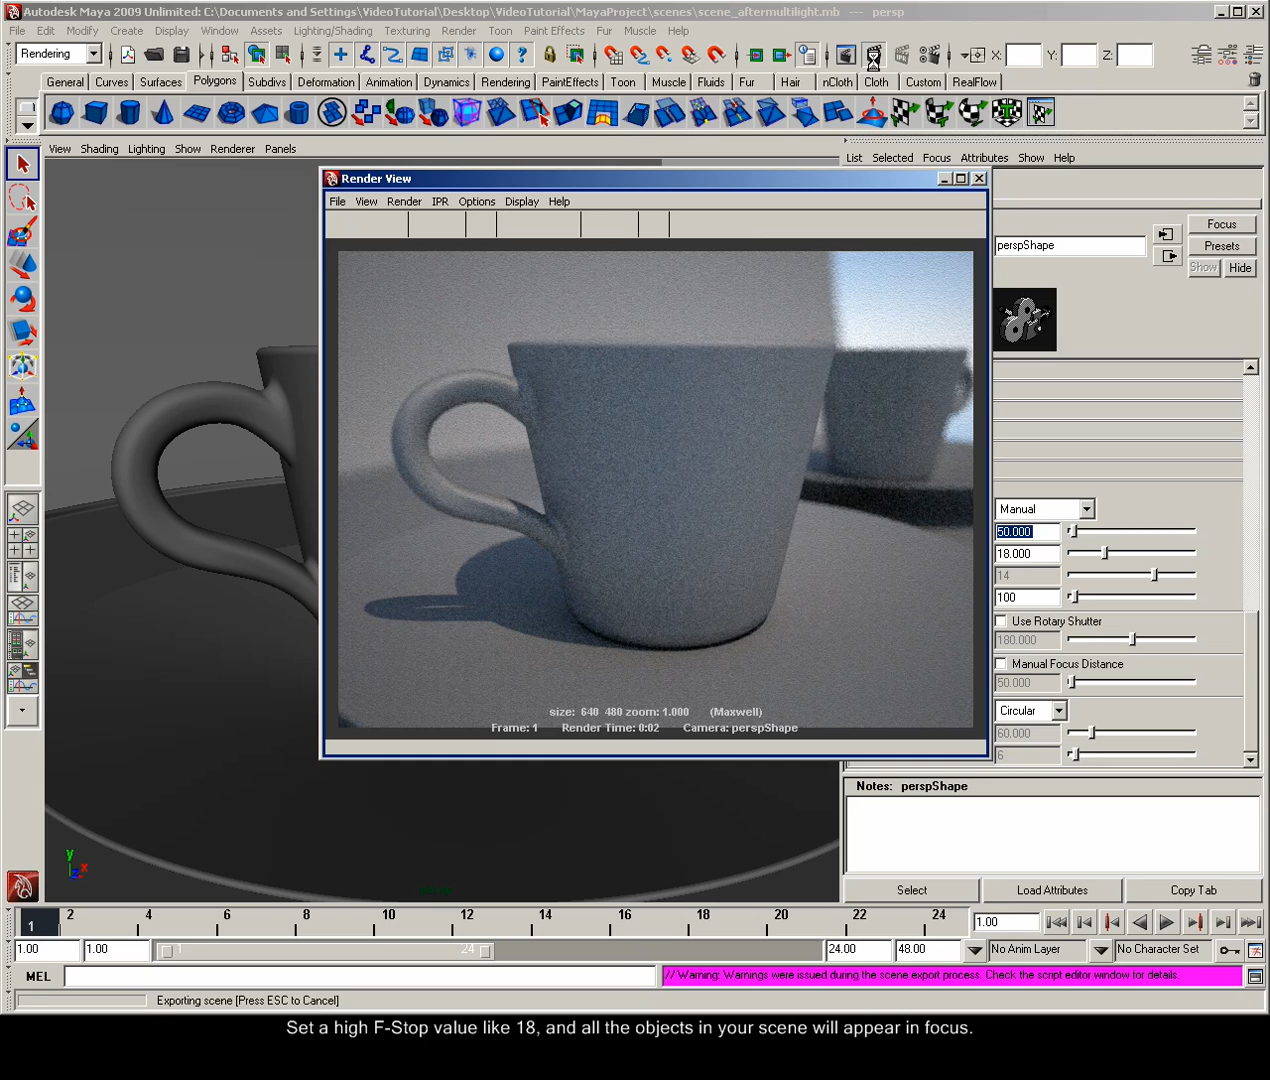 Autodesk Maya 2009 Unlimited: C:\Documents and Settings\VideoTutorial\Desktop\VideoTutorial\MayaProject\scenes\scene_aftermultilight.mb --- persp
File Edit Modify Create Display Window Assets Lighting/Shading Texturing Render Toon Paint Effects Fur Muscle Help
Rendering X: Y: Z:
General Curves Surfaces Polygons Subdivs Deformation Animation Dynamics Rendering PaintEffects Toon Muscle Fluids Fur Hair nCloth Cloth Custom RealFlow
View Shading Lighting Show Renderer Panels
List Selected Focus Attributes Show Help
Render View
File View Render IPR Options Display Help
Focus
perspShape
Presets
Show Hide
Manual
50.000
18.000
14
100
Use Rotary Shutter
180.000
Manual Focus Distance
50.000
Circular
60.000
6
size: 640 480 zoom: 1.000 (Maxwell)
Frame: 1 Render Time: 0:02 Camera: perspShape
Notes: perspShape
y
x
z
persp
Select Load Attributes Copy Tab
1 2 4 6 8 10 12 14 16 18 20 22 24 1.00
1.00 1.00 1 24 24.00 48.00 No Anim Layer No Character Set
MEL // Warning: Warnings were issued during the scene export process. Check the script editor window for details.
Exporting scene [Press ESC to Cancel]
Set a high F-Stop value like 18, and all the objects in your scene will appear in focus.